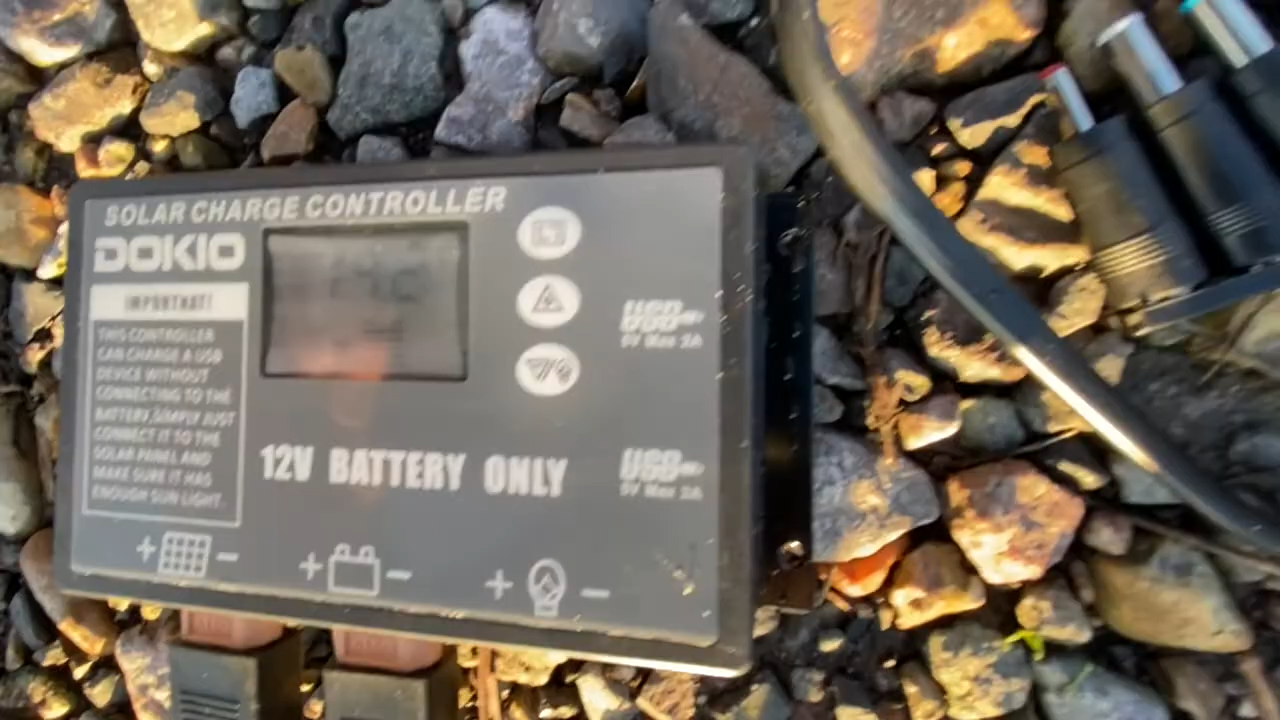 SOLAR CHARGE CONTROLLER
DOKIO
IMPORTANT!
THIS CONTROLLER
CAN CHARGE A USB
DEVICE WITHOUT
CONNECTING TO THE
BATTERY,SIMPLY JUST
CONNECT IT TO THE
SOLAR PANEL AND
MAKE SURE IT HAS
ENOUGH SUN LIGHT.
12V BATTERY ONLY
USB
5V Max 2A
USB
5V Max 2A
+ −
+ −
+ −